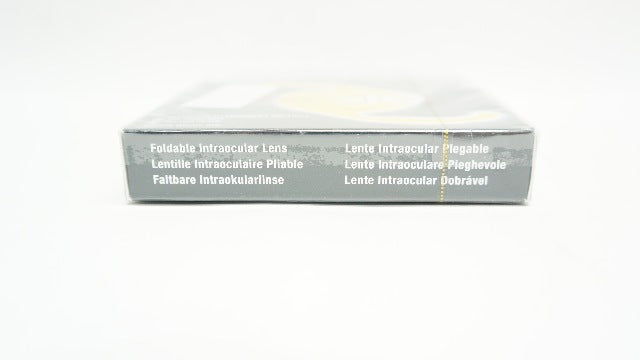 Foldable Intraocular Lens
Lentille Intraoculaire Pliable
Faltbare Intraokularlinse
Lente Intraocular Plegable
Lente Intraoculare Pieghevole
Lente Intraocular Dobrável